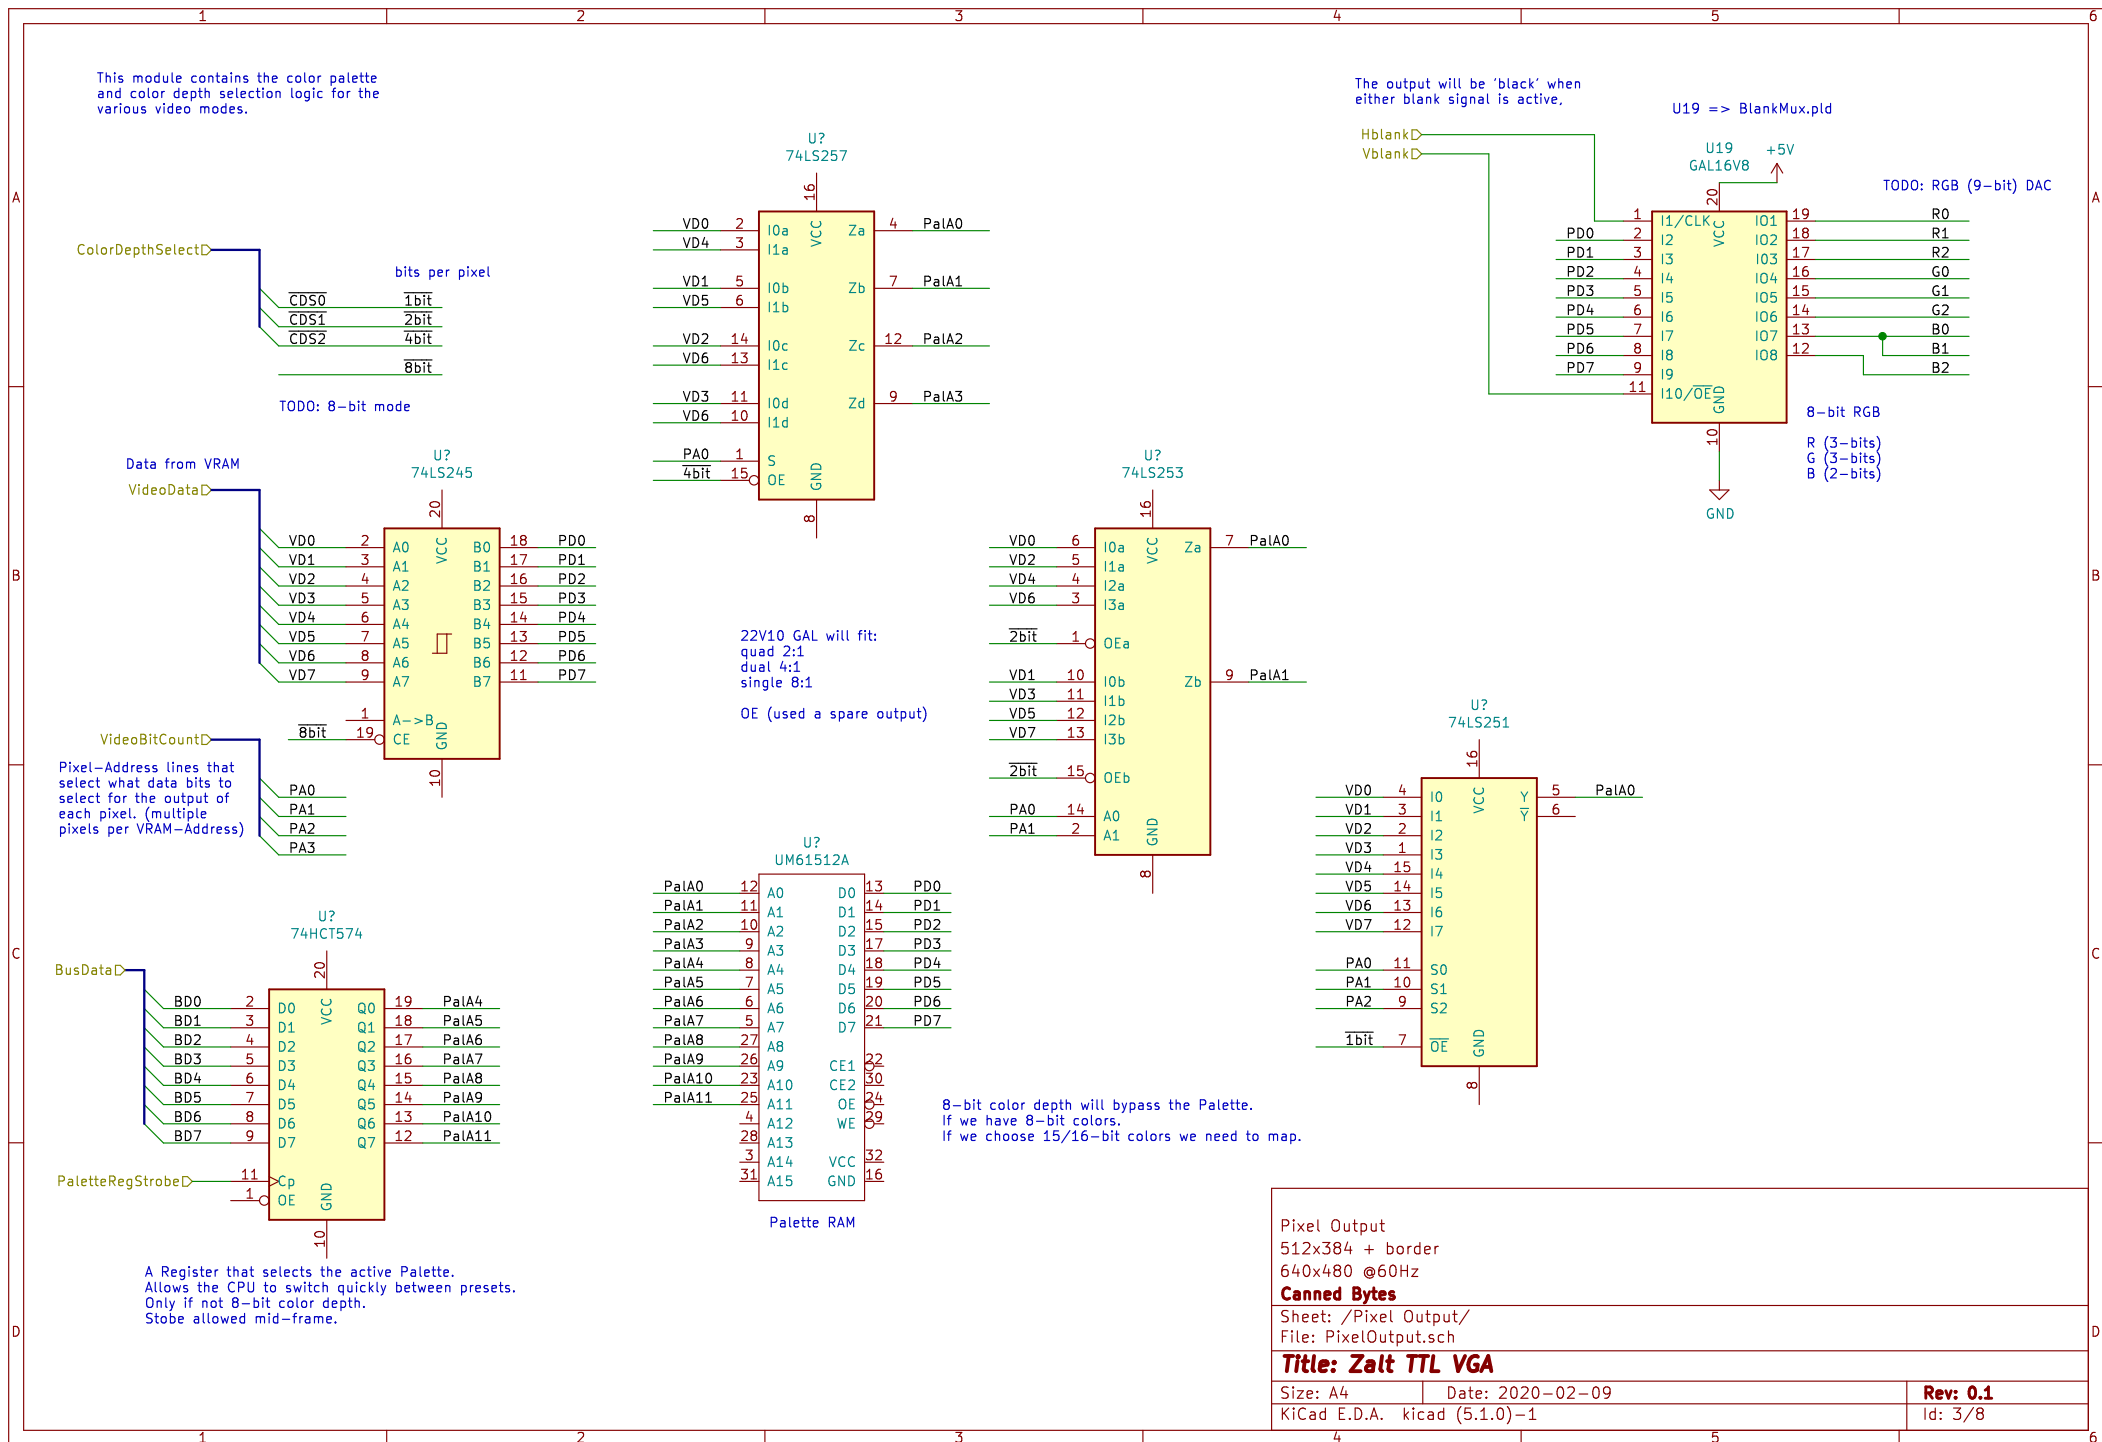 1 2 3 4 5 6
A
B
C
D
This module contains the color palette
and color depth selection logic for the
various video modes.
ColorDepthSelect
bits per pixel
CDS0 1bit
CDS1 2bit
CDS2 4bit
8bit
TODO: 8-bit mode
Data from VRAM
VideoData
U?
74LS245
20
VD0 2 A0 VCC B0 18 PD0
VD1 3 A1 B1 17 PD1
VD2 4 A2 B2 16 PD2
VD3 5 A3 B3 15 PD3
VD4 6 A4 B4 14 PD4
VD5 7 A5 B5 13 PD5
VD6 8 A6 B6 12 PD6
VD7 9 A7 B7 11 PD7
1 A->B
8bit 19 CE GND
10
VideoBitCount
Pixel-Address lines that
select what data bits to
select for the output of
each pixel. (multiple
pixels per VRAM-Address)
PA0
PA1
PA2
PA3
U?
74HCT574
20
BusData
BD0 2 D0 VCC Q0 19 PalA4
BD1 3 D1 Q1 18 PalA5
BD2 4 D2 Q2 17 PalA6
BD3 5 D3 Q3 16 PalA7
BD4 6 D4 Q4 15 PalA8
BD5 7 D5 Q5 14 PalA9
BD6 8 D6 Q6 13 PalA10
BD7 9 D7 Q7 12 PalA11
PaletteRegStrobe 11 Cp
1 OE GND
10
A Register that selects the active Palette.
Allows the CPU to switch quickly between presets.
Only if not 8-bit color depth.
Stobe allowed mid-frame.
U?
74LS257
16
VD0 2 I0a VCC Za 4 PalA0
VD4 3 I1a
VD1 5 I0b Zb 7 PalA1
VD5 6 I1b
VD2 14 I0c Zc 12 PalA2
VD6 13 I1c
VD3 11 I0d Zd 9 PalA3
VD6 10 I1d
PA0 1 S
4bit 15 OE GND
8
22V10 GAL will fit:
quad 2:1
dual 4:1
single 8:1
OE (used a spare output)
U?
UM61512A
PalA0 12 A0 D0 13 PD0
PalA1 11 A1 D1 14 PD1
PalA2 10 A2 D2 15 PD2
PalA3 9 A3 D3 17 PD3
PalA4 8 A4 D4 18 PD4
PalA5 7 A5 D5 19 PD5
PalA6 6 A6 D6 20 PD6
PalA7 5 A7 D7 21 PD7
PalA8 27 A8
PalA9 26 A9 CE1 22
PalA10 23 A10 CE2 30
PalA11 25 A11 OE 24
4 A12 WE 29
28 A13
3 A14 VCC 32
31 A15 GND 16
Palette RAM
U?
74LS253
16
VD0 6 I0a VCC Za 7 PalA0
VD2 5 I1a
VD4 4 I2a
VD6 3 I3a
2bit 1 OEa
VD1 10 I0b Zb 9 PalA1
VD3 11 I1b
VD5 12 I2b
VD7 13 I3b
2bit 15 OEb
PA0 14 A0
PA1 2 A1 GND
8
8-bit color depth will bypass the Palette.
If we have 8-bit colors.
If we choose 15/16-bit colors we need to map.
U?
74LS251
16
VD0 4 I0 VCC Y 5 PalA0
VD1 3 I1 Y 6
VD2 2 I2
VD3 1 I3
VD4 15 I4
VD5 14 I5
VD6 13 I6
VD7 12 I7
PA0 11 S0
PA1 10 S1
PA2 9 S2
1bit 7 OE GND
8
The output will be 'black' when
either blank signal is active,
Hblank
Vblank
U19 => BlankMux.pld
U19
GAL16V8
+5V
TODO: RGB (9-bit) DAC
20
1 I1/CLK VCC IO1 19 R0
PD0 2 I2 IO2 18 R1
PD1 3 I3 I03 17 R2
PD2 4 I4 IO4 16 G0
PD3 5 I5 IO5 15 G1
PD4 6 I6 IO6 14 G2
PD5 7 I7 IO7 13 B0
PD6 8 I8 IO8 12 B1
PD7 9 I9 B2
11 I10/OE GND
10
GND
8-bit RGB
R (3-bits)
G (3-bits)
B (2-bits)
Pixel Output
512x384 + border
640x480 @60Hz
Canned Bytes
Sheet: /Pixel Output/
File: PixelOutput.sch
Title: Zalt TTL VGA
Size: A4 Date: 2020-02-09 Rev: 0.1
KiCad E.D.A. kicad (5.1.0)-1 Id: 3/8
A
B
C
D
1 2 3 4 5 6